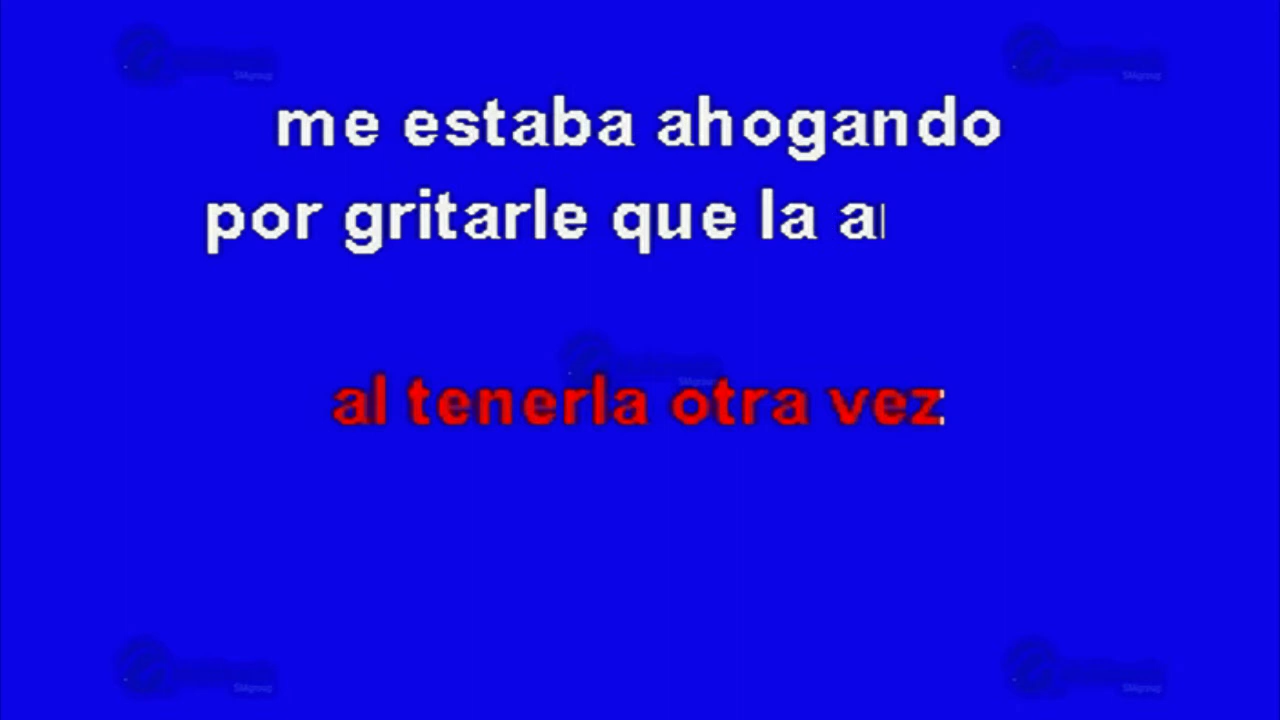 me estaba ahogando
por gritarle que la a
al tenerla otra vez